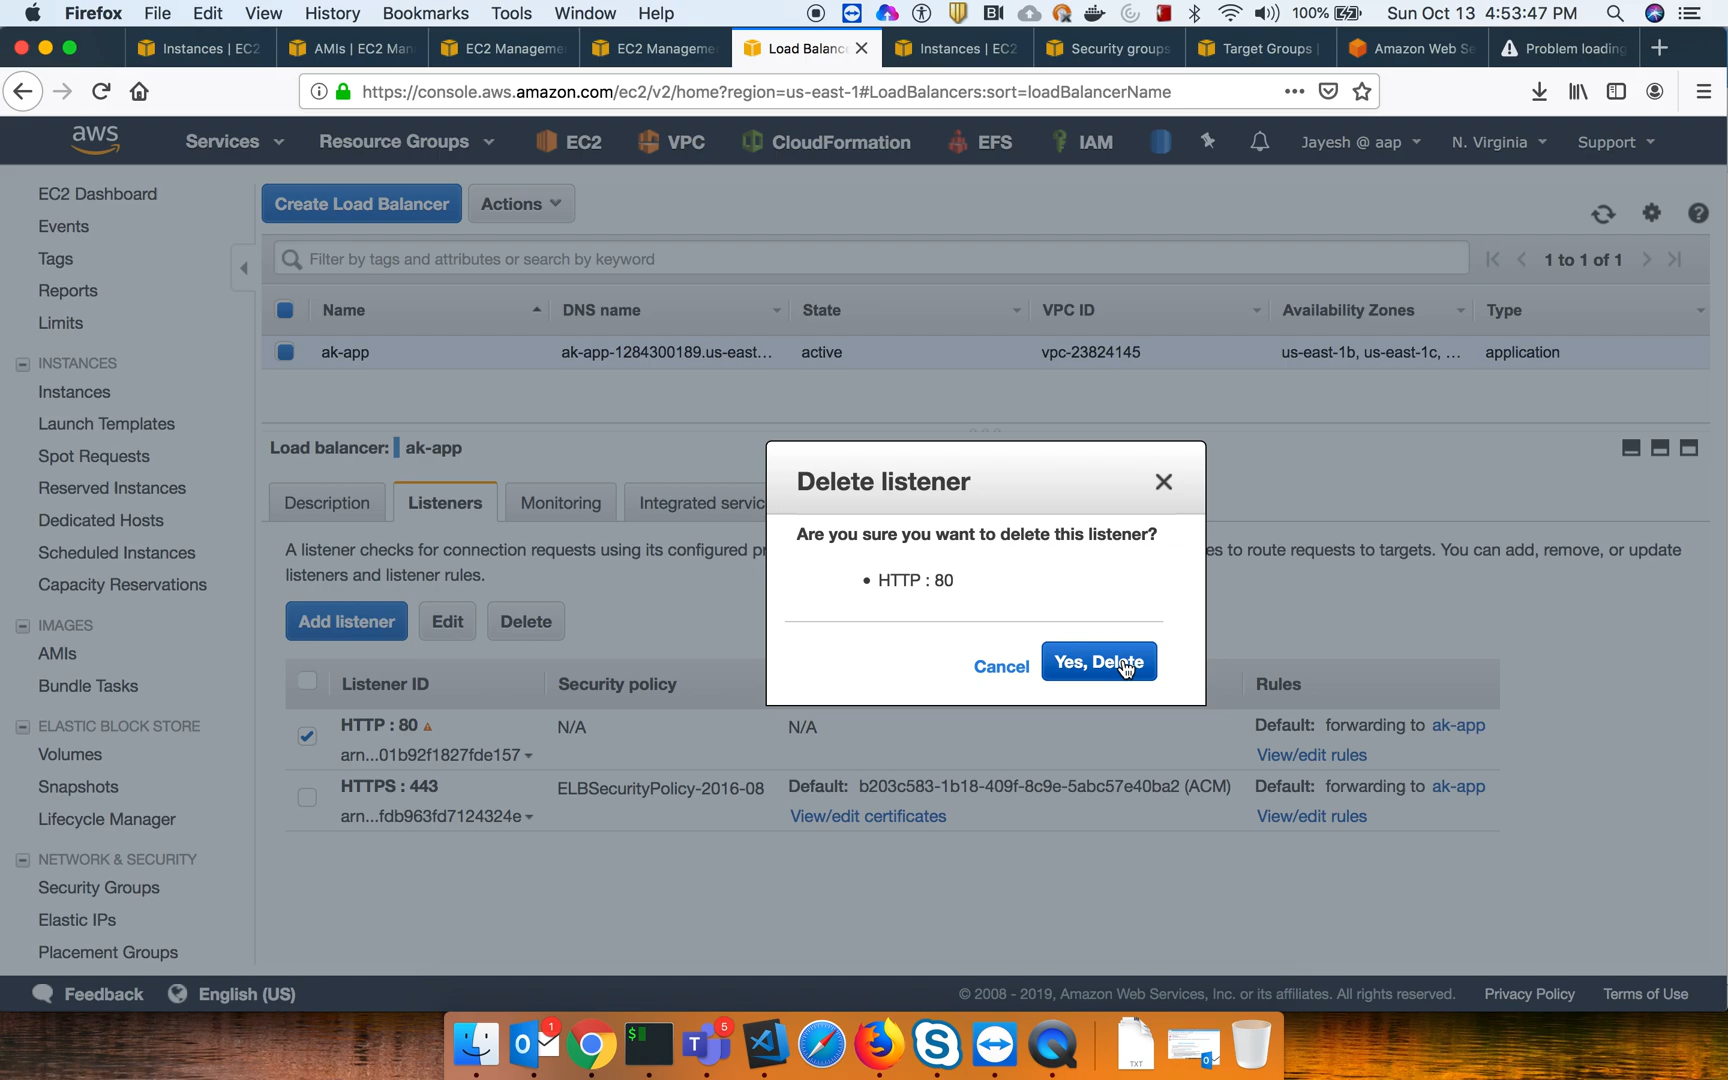 Firefox File Edit View History Bookmarks Tools Window Help 100% Sun Oct 13 4:53:47 PM
Instances | EC2 AMIs | EC2 Man EC2 Manageme EC2 Manageme Load Balanc Instances | EC2 Security groups Target Groups | Amazon Web Se Problem loading
https://console.aws.amazon.com/ec2/v2/home?region=us-east-1#LoadBalancers:sort=loadBalancerName
aws Services Resource Groups EC2 VPC CloudFormation EFS IAM Jayesh @ aap N. Virginia Support
EC2 Dashboard
Events
Tags
Reports
Limits
INSTANCES
Instances
Launch Templates
Spot Requests
Reserved Instances
Dedicated Hosts
Scheduled Instances
Capacity Reservations
IMAGES
AMIs
Bundle Tasks
ELASTIC BLOCK STORE
Volumes
Snapshots
Lifecycle Manager
NETWORK & SECURITY
Security Groups
Elastic IPs
Placement Groups
Create Load Balancer Actions
Filter by tags and attributes or search by keyword
1 to 1 of 1
Name DNS name State VPC ID Availability Zones Type
ak-app ak-app-1284300189.us-east... active vpc-23824145 us-east-1b, us-east-1c, ... application
Load balancer: ak-app
Description Listeners Monitoring Integrated servic
A listener checks for connection requests using its configured pr es to route requests to targets. You can add, remove, or update
listeners and listener rules.
Add listener Edit Delete
Listener ID Security policy Rules
HTTP : 80 N/A N/A Default: forwarding to ak-app
arn...01b92f1827fde157 View/edit rules
HTTPS : 443 ELBSecurityPolicy-2016-08 Default: b203c583-1b18-409f-8c9e-5abc57e40ba2 (ACM) Default: forwarding to ak-app
arn...fdb963fd7124324e View/edit certificates View/edit rules
Delete listener
Are you sure you want to delete this listener?
• HTTP : 80
Cancel Yes, Delete
Feedback English (US) © 2008 - 2019, Amazon Web Services, Inc. or its affiliates. All rights reserved. Privacy Policy Terms of Use
1
5
TXT